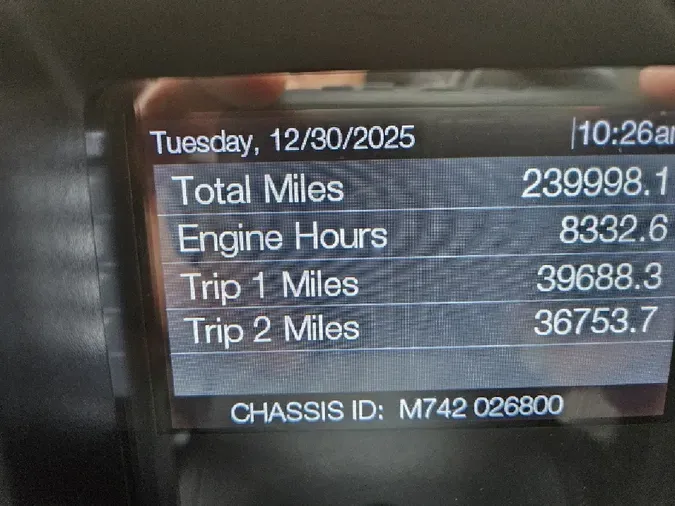 Tuesday, 12/30/2025 10:26a
Total Miles 239998.1
Engine Hours 8332.6
Trip 1 Miles 39688.3
Trip 2 Miles 36753.7
CHASSIS ID: M742 026800